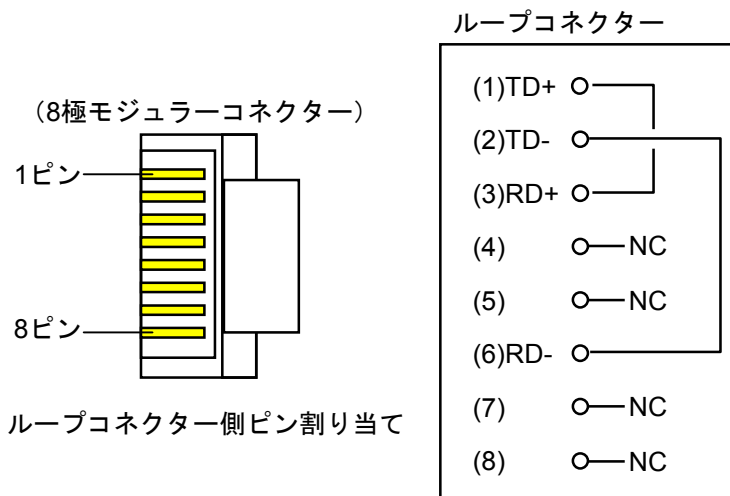 ループコネクター
（8極モジュラーコネクター）
1ピン
8ピン
ループコネクター側ピン割り当て
(1)TD+
(2)TD-
(3)RD+
(4) NC
(5) NC
(6)RD-
(7) NC
(8) NC